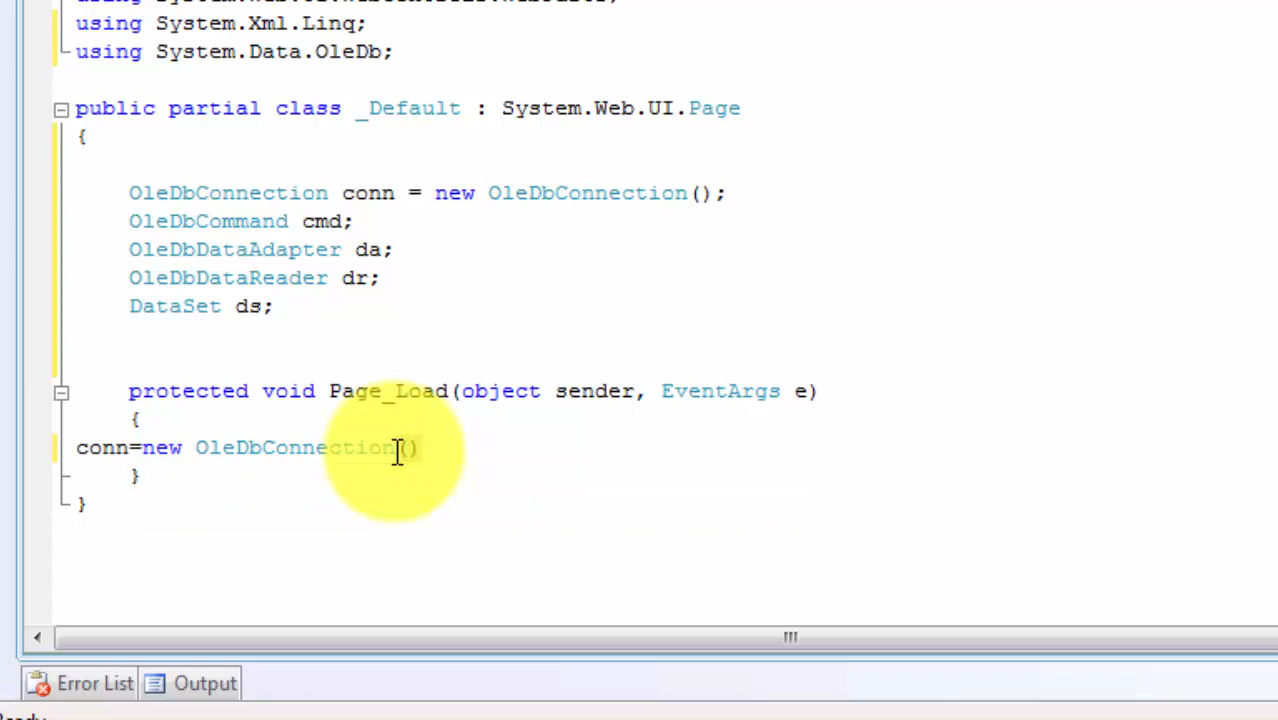 using System.Xml.Linq;
using System.Data.OleDb;
public partial class _Default : System.Web.UI.Page
{
OleDbConnection conn = new OleDbConnection();
OleDbCommand cmd;
OleDbDataAdapter da;
OleDbDataReader dr;
DataSet ds;
protected void Page_Load(object sender, EventArgs e)
{
conn=new OleDbConnection()
}
}
Error List Output